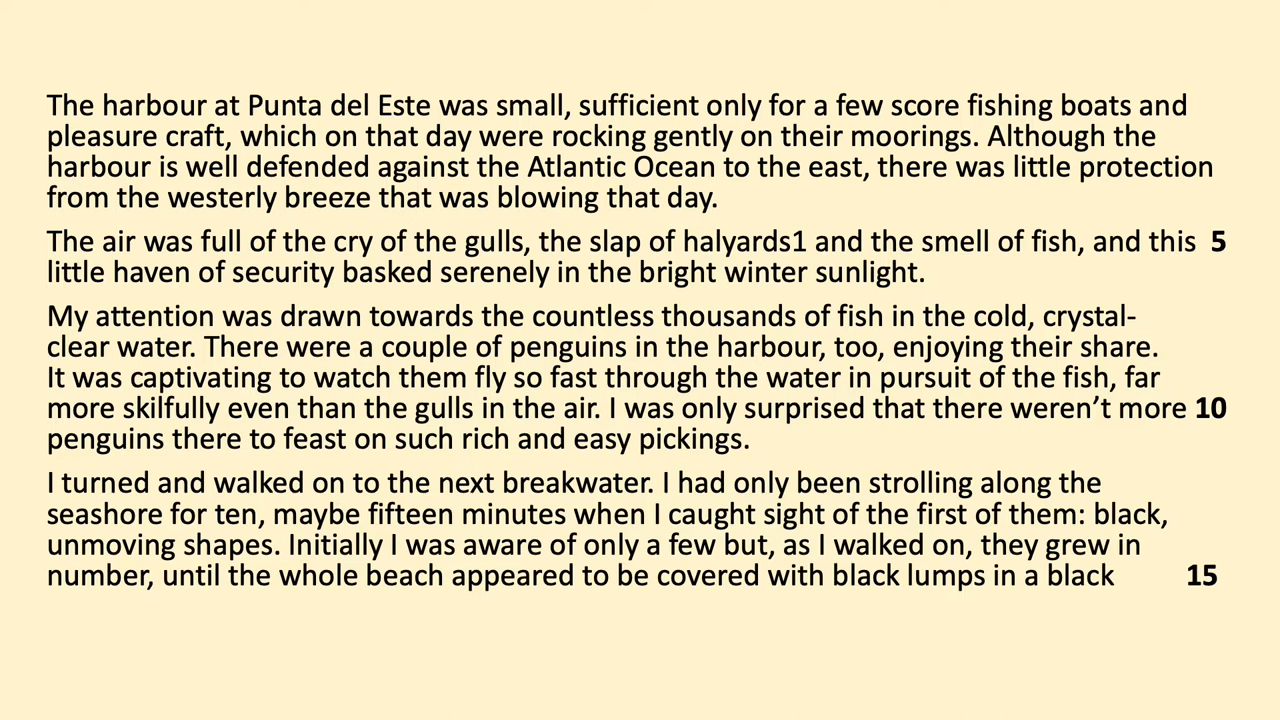 The harbour at Punta del Este was small, sufficient only for a few score fishing boats and
pleasure craft, which on that day were rocking gently on their moorings. Although the
harbour is well defended against the Atlantic Ocean to the east, there was little protection
from the westerly breeze that was blowing that day.
The air was full of the cry of the gulls, the slap of halyards1 and the smell of fish, and this 5
little haven of security basked serenely in the bright winter sunlight.
My attention was drawn towards the countless thousands of fish in the cold, crystal-
clear water. There were a couple of penguins in the harbour, too, enjoying their share.
It was captivating to watch them fly so fast through the water in pursuit of the fish, far
more skilfully even than the gulls in the air. I was only surprised that there weren’t more 10
penguins there to feast on such rich and easy pickings.
I turned and walked on to the next breakwater. I had only been strolling along the
seashore for ten, maybe fifteen minutes when I caught sight of the first of them: black,
unmoving shapes. Initially I was aware of only a few but, as I walked on, they grew in
number, until the whole beach appeared to be covered with black lumps in a black 15